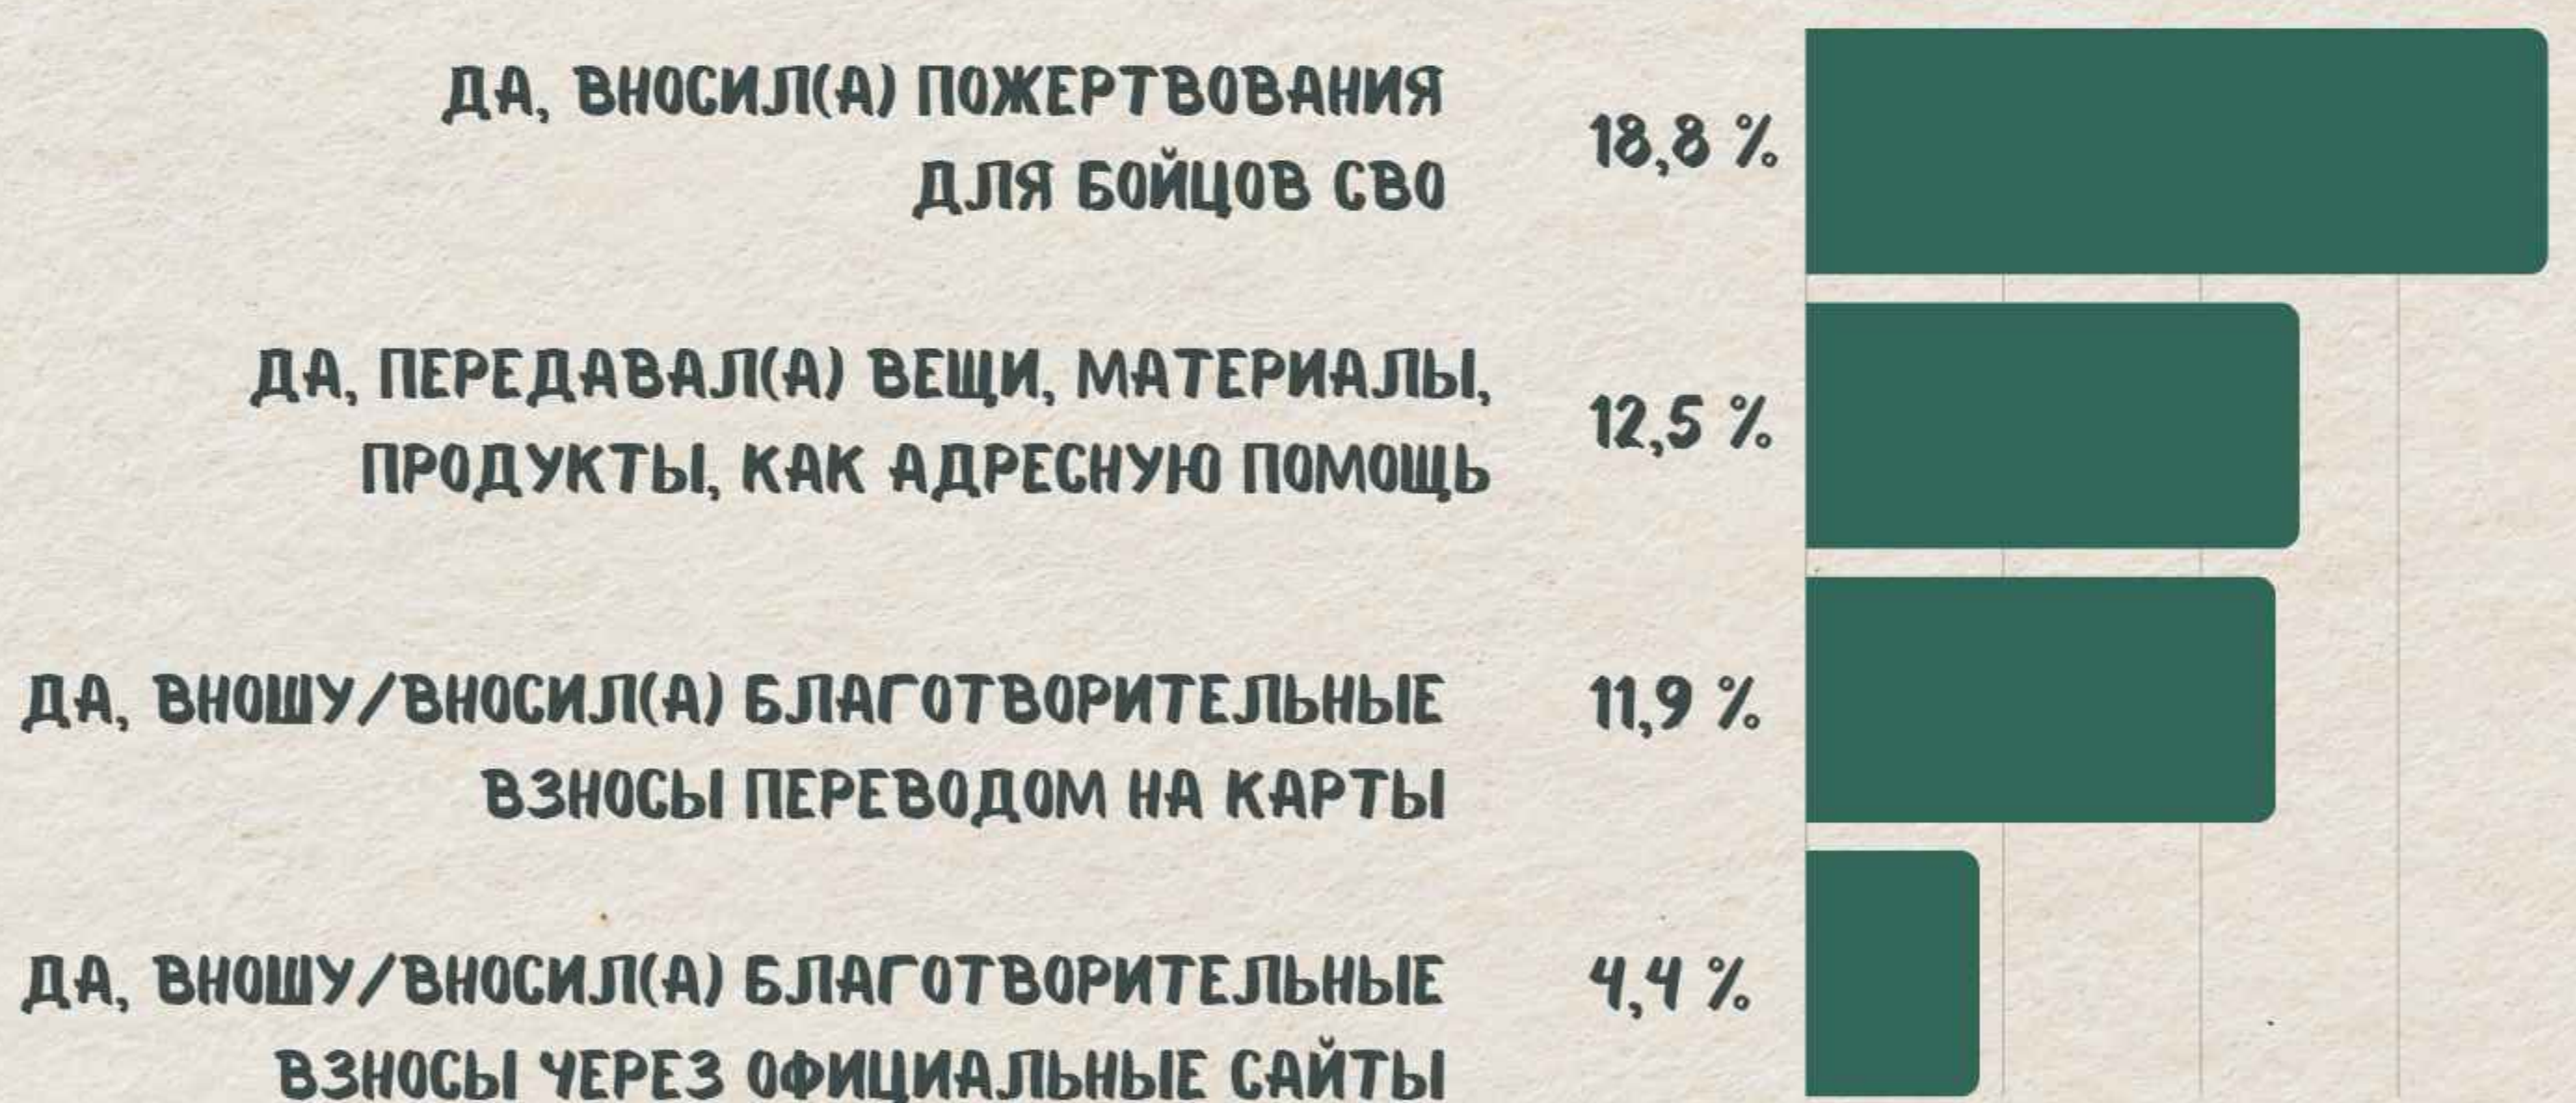 ДА, ВНОСИЛ(А) ПОЖЕРТВОВАНИЯ
ДЛЯ БОЙЦОВ СВО
18,8 %
ДА, ПЕРЕДАВАЛ(А) ВЕЩИ, МАТЕРИАЛЫ,
ПРОДУКТЫ, КАК АДРЕСНУЮ ПОМОЩЬ
12,5 %
ДА, ВНОШУ/ВНОСИЛ(А) БЛАГОТВОРИТЕЛЬНЫЕ
ВЗНОСЫ ПЕРЕВОДОМ НА КАРТЫ
11,9 %
ДА, ВНОШУ/ВНОСИЛ(А) БЛАГОТВОРИТЕЛЬНЫЕ
ВЗНОСЫ ЧЕРЕЗ ОФИЦИАЛЬНЫЕ САЙТЫ
4,4 %